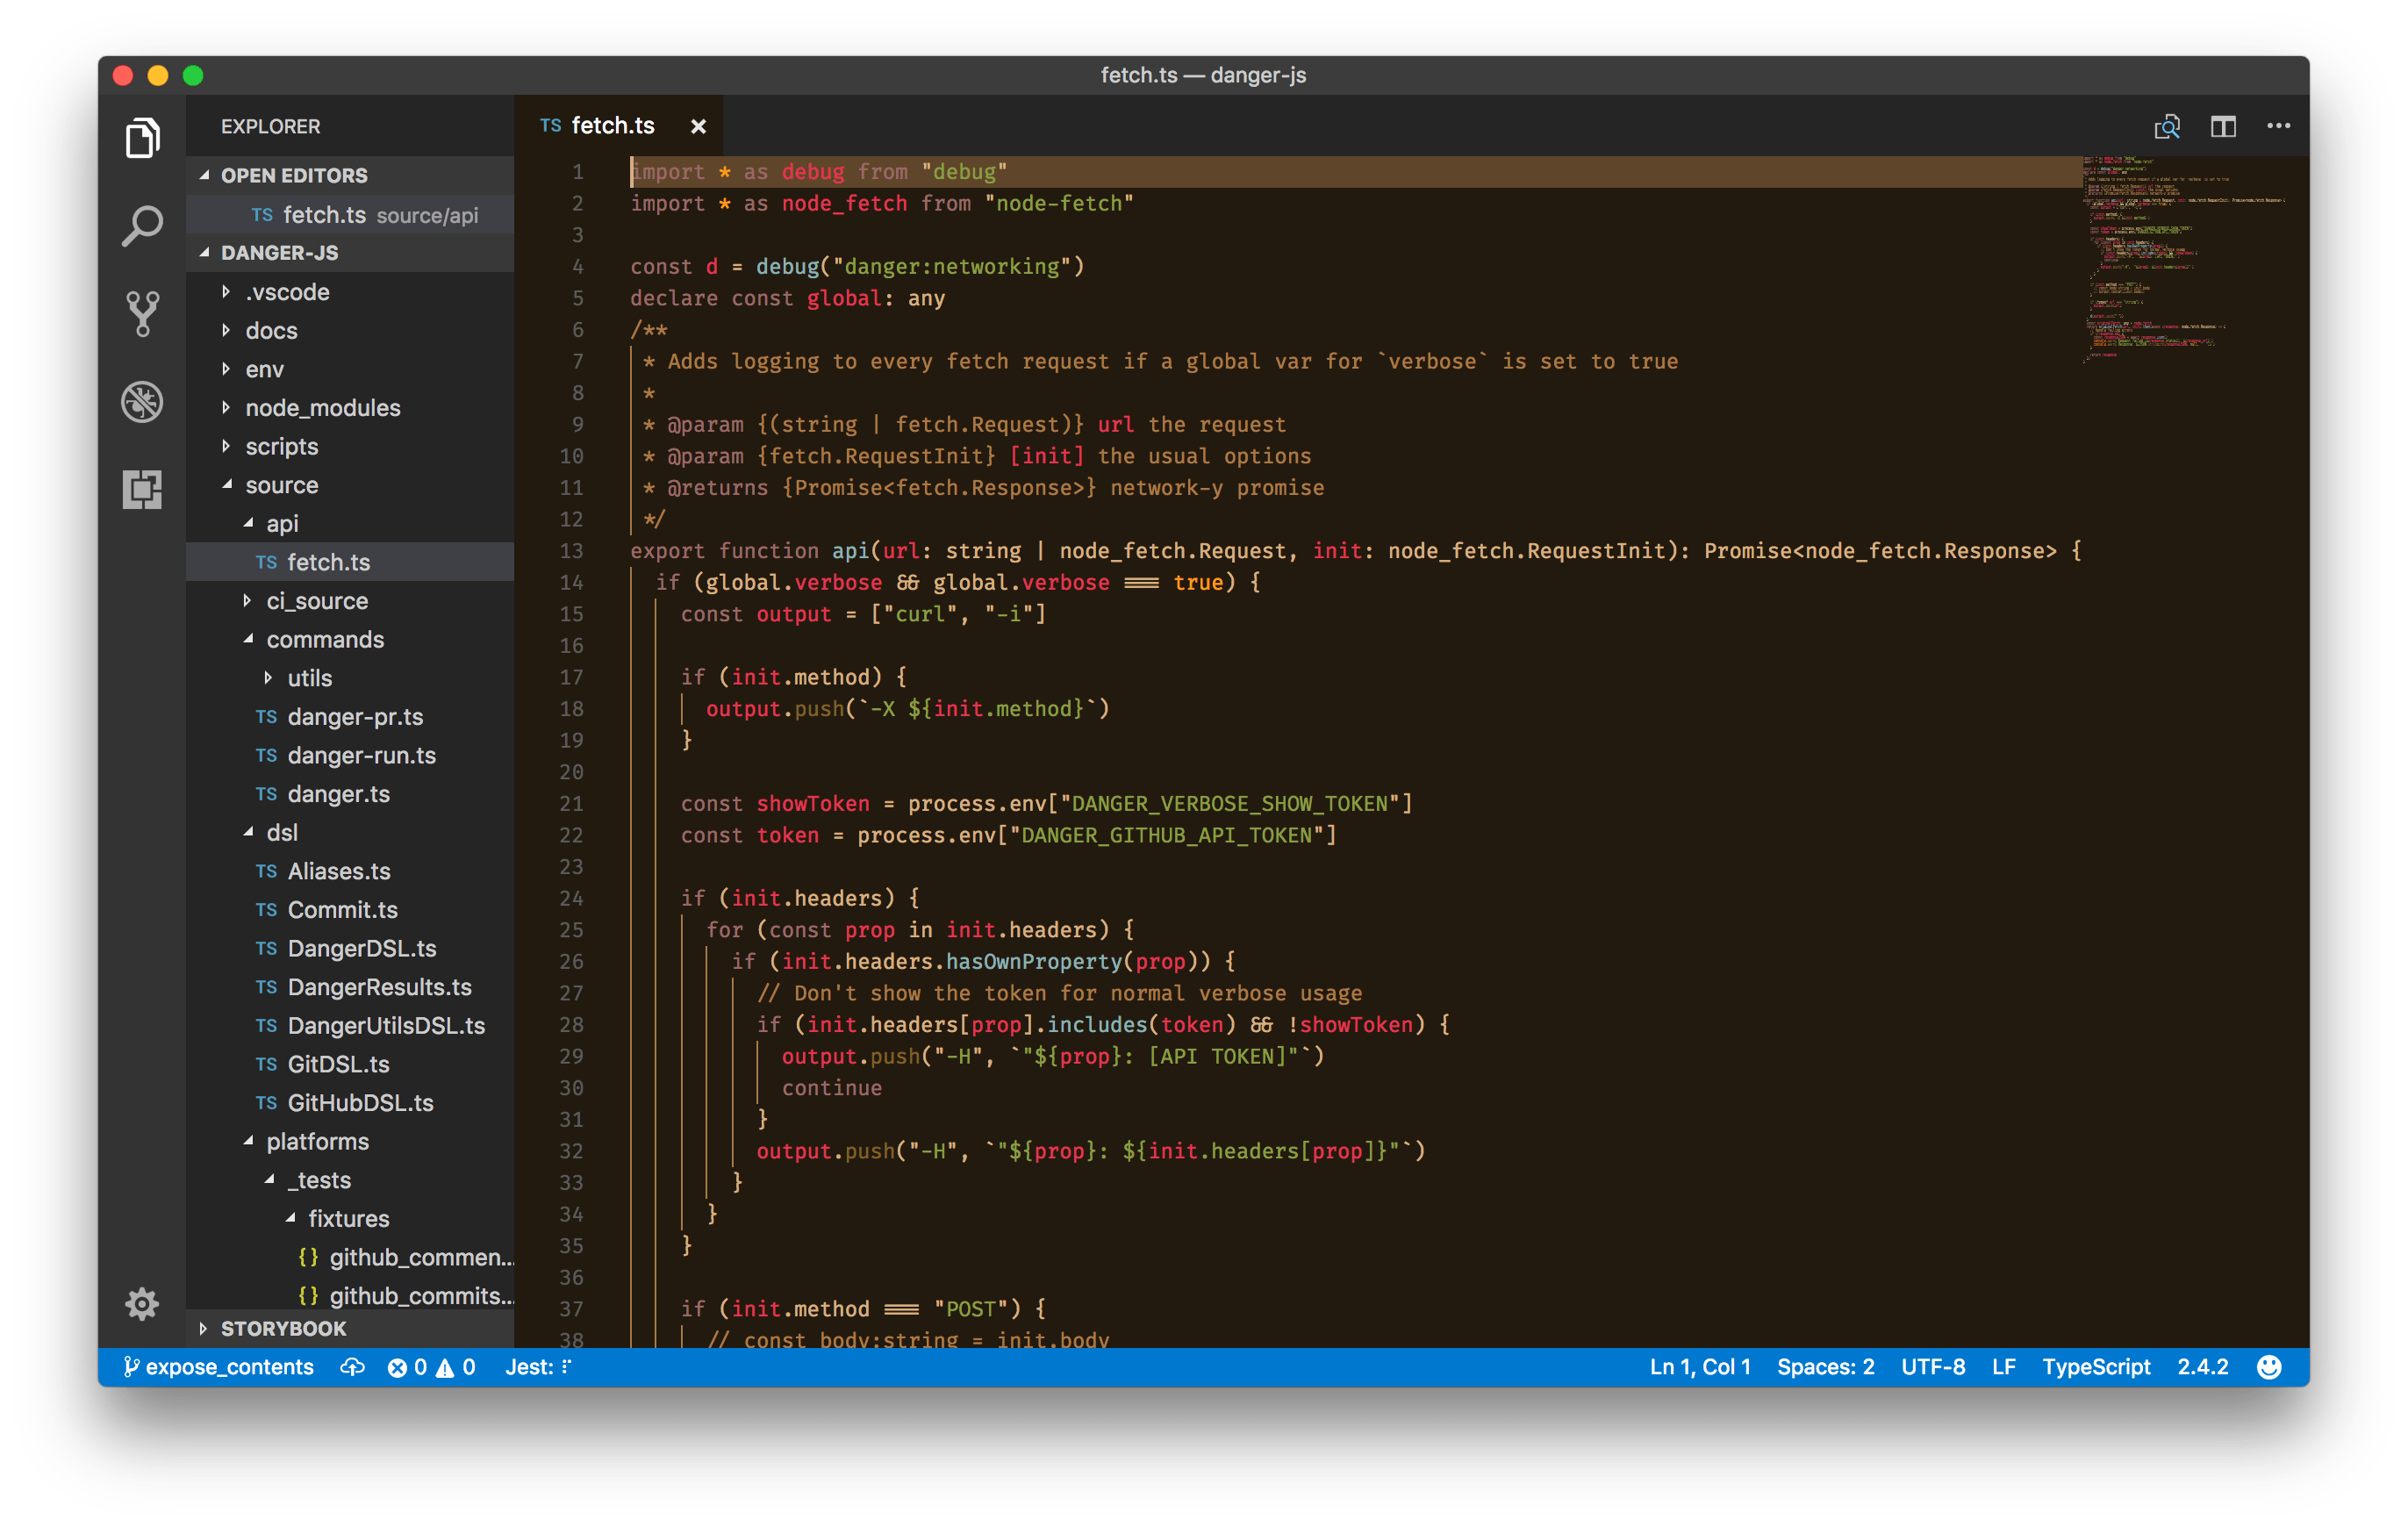 fetch.ts — danger-js
EXPLORER
OPEN EDITORS
TS fetch.ts source/api
DANGER-JS
.vscode
docs
env
node_modules
scripts
source
api
TS fetch.ts
ci_source
commands
utils
TS danger-pr.ts
TS danger-run.ts
TS danger.ts
dsl
TS Aliases.ts
TS Commit.ts
TS DangerDSL.ts
TS DangerResults.ts
TS DangerUtilsDSL.ts
TS GitDSL.ts
TS GitHubDSL.ts
platforms
_tests
fixtures
{} github_commen...
{} github_commits...
STORYBOOK
TS fetch.ts ×
1 import * as debug from "debug"
2 import * as node_fetch from "node-fetch"
3
4 const d = debug("danger:networking")
5 declare const global: any
6 /**
7 * Adds logging to every fetch request if a global var for `verbose` is set to true
8 *
9 * @param {(string | fetch.Request)} url the request
10 * @param {fetch.RequestInit} [init] the usual options
11 * @returns {Promise<fetch.Response>} network-y promise
12 */
13 export function api(url: string | node_fetch.Request, init: node_fetch.RequestInit): Promise<node_fetch.Response> {
14 if (global.verbose && global.verbose === true) {
15 const output = ["curl", "-i"]
16
17 if (init.method) {
18 output.push(`-X ${init.method}`)
19 }
20
21 const showToken = process.env["DANGER_VERBOSE_SHOW_TOKEN"]
22 const token = process.env["DANGER_GITHUB_API_TOKEN"]
23
24 if (init.headers) {
25 for (const prop in init.headers) {
26 if (init.headers.hasOwnProperty(prop)) {
27 // Don't show the token for normal verbose usage
28 if (init.headers[prop].includes(token) && !showToken) {
29 output.push("-H", `"${prop}: [API TOKEN]"`)
30 continue
31 }
32 output.push("-H", `"${prop}: ${init.headers[prop]}"`)
33 }
34 }
35 }
36
37 if (init.method === "POST") {
38 // const body:string = init.body
expose_contents 0 0 Jest:
Ln 1, Col 1 Spaces: 2 UTF-8 LF TypeScript 2.4.2